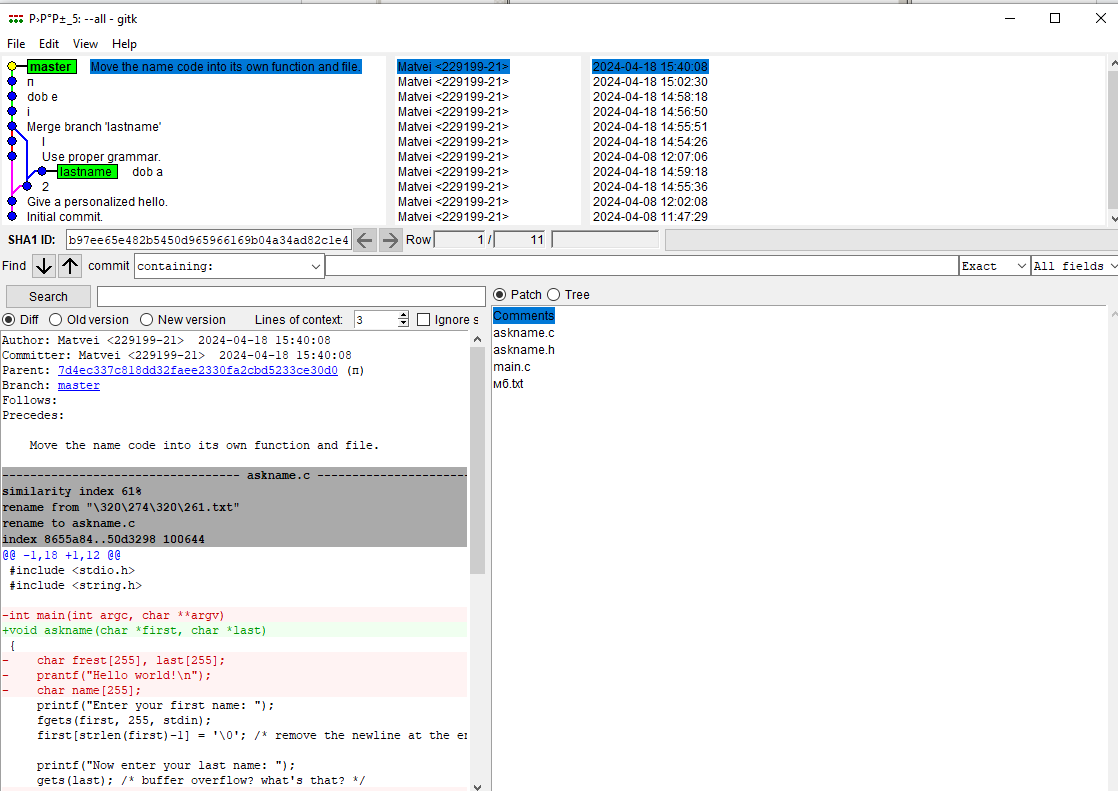 Р›Р°Р±_5: --all - gitk
File Edit View Help
master Move the name code into its own function and file. Matvei <229199-21> 2024-04-18 15:40:08
п Matvei <229199-21> 2024-04-18 15:02:30
dob e Matvei <229199-21> 2024-04-18 14:58:18
i Matvei <229199-21> 2024-04-18 14:56:50
Merge branch 'lastname' Matvei <229199-21> 2024-04-18 14:55:51
I Matvei <229199-21> 2024-04-18 14:54:26
Use proper grammar. Matvei <229199-21> 2024-04-08 12:07:06
lastname dob a Matvei <229199-21> 2024-04-18 14:59:18
2 Matvei <229199-21> 2024-04-18 14:55:36
Give a personalized hello. Matvei <229199-21> 2024-04-08 12:02:08
Initial commit. Matvei <229199-21> 2024-04-08 11:47:29
SHA1 ID: b97ee65e482b5450d965966169b04a34ad82c1e4 Row 1 / 11
Find commit containing: Exact All fields
Search
Patch Tree
Diff Old version New version Lines of context: 3 Ignore s
Comments
askname.c
askname.h
main.c
мб.txt
Author: Matvei <229199-21> 2024-04-18 15:40:08
Committer: Matvei <229199-21> 2024-04-18 15:40:08
Parent: 7d4ec337c818dd32faee2330fa2cbd5233ce30d0 (п)
Branch: master
Follows:
Precedes:
Move the name code into its own function and file.
---------------------------------- askname.c ----------------------
similarity index 61%
rename from "\320\274\320\261.txt"
rename to askname.c
index 8655a84..50d3298 100644
@@ -1,18 +1,12 @@
#include <stdio.h>
#include <string.h>
-int main(int argc, char **argv)
+void askname(char *first, char *last)
{
-    char frest[255], last[255];
-    prantf("Hello world!\n");
-    char name[255];
printf("Enter your first name: ");
fgets(first, 255, stdin);
first[strlen(first)-1] = '\0'; /* remove the newline at the e
printf("Now enter your last name: ");
gets(last); /* buffer overflow? what's that? */